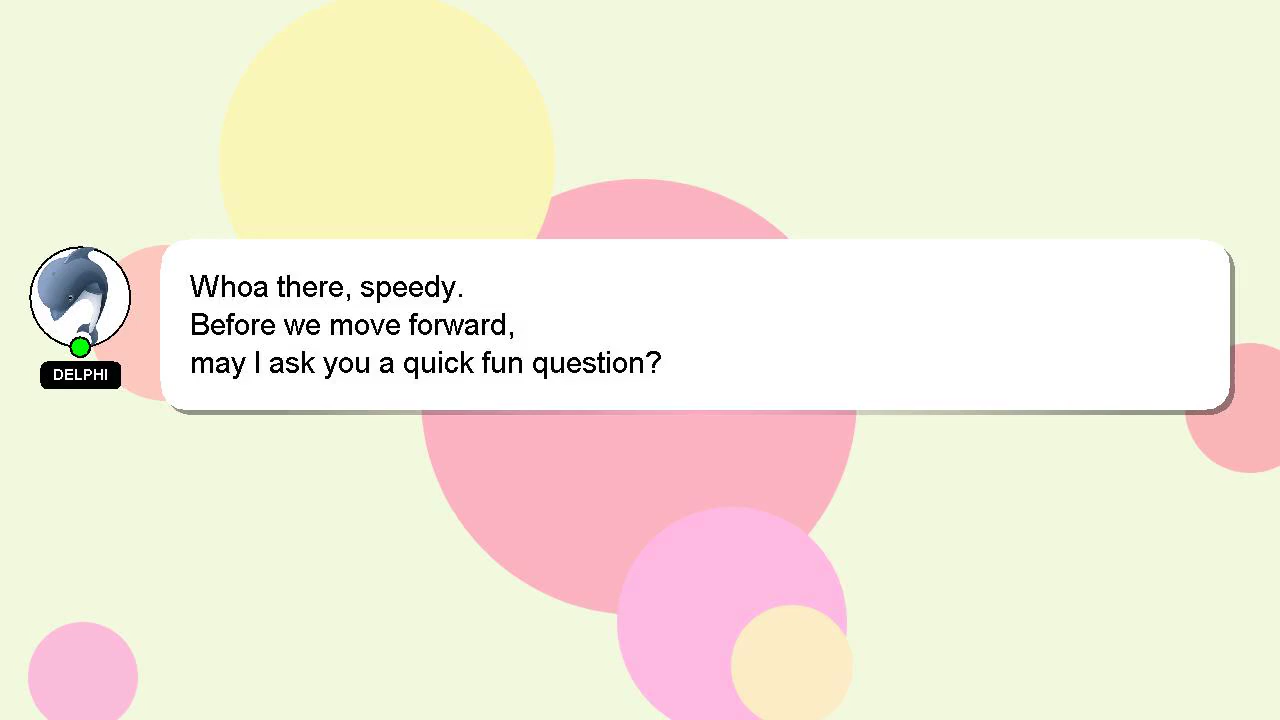 Whoa there, speedy.
Before we move forward,
may I ask you a quick fun question?
DELPHI